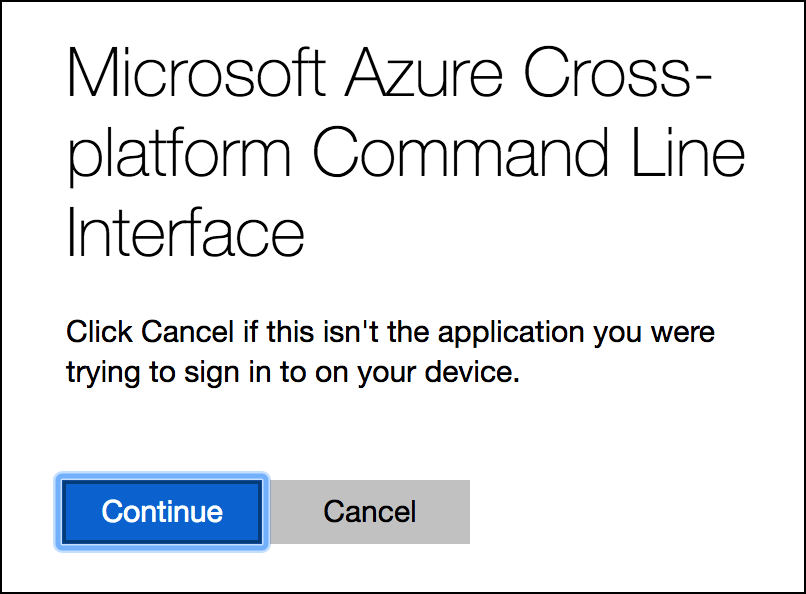 Microsoft Azure Cross-
platform Command Line
Interface
Click Cancel if this isn't the application you were
trying to sign in to on your device.
Continue
Cancel